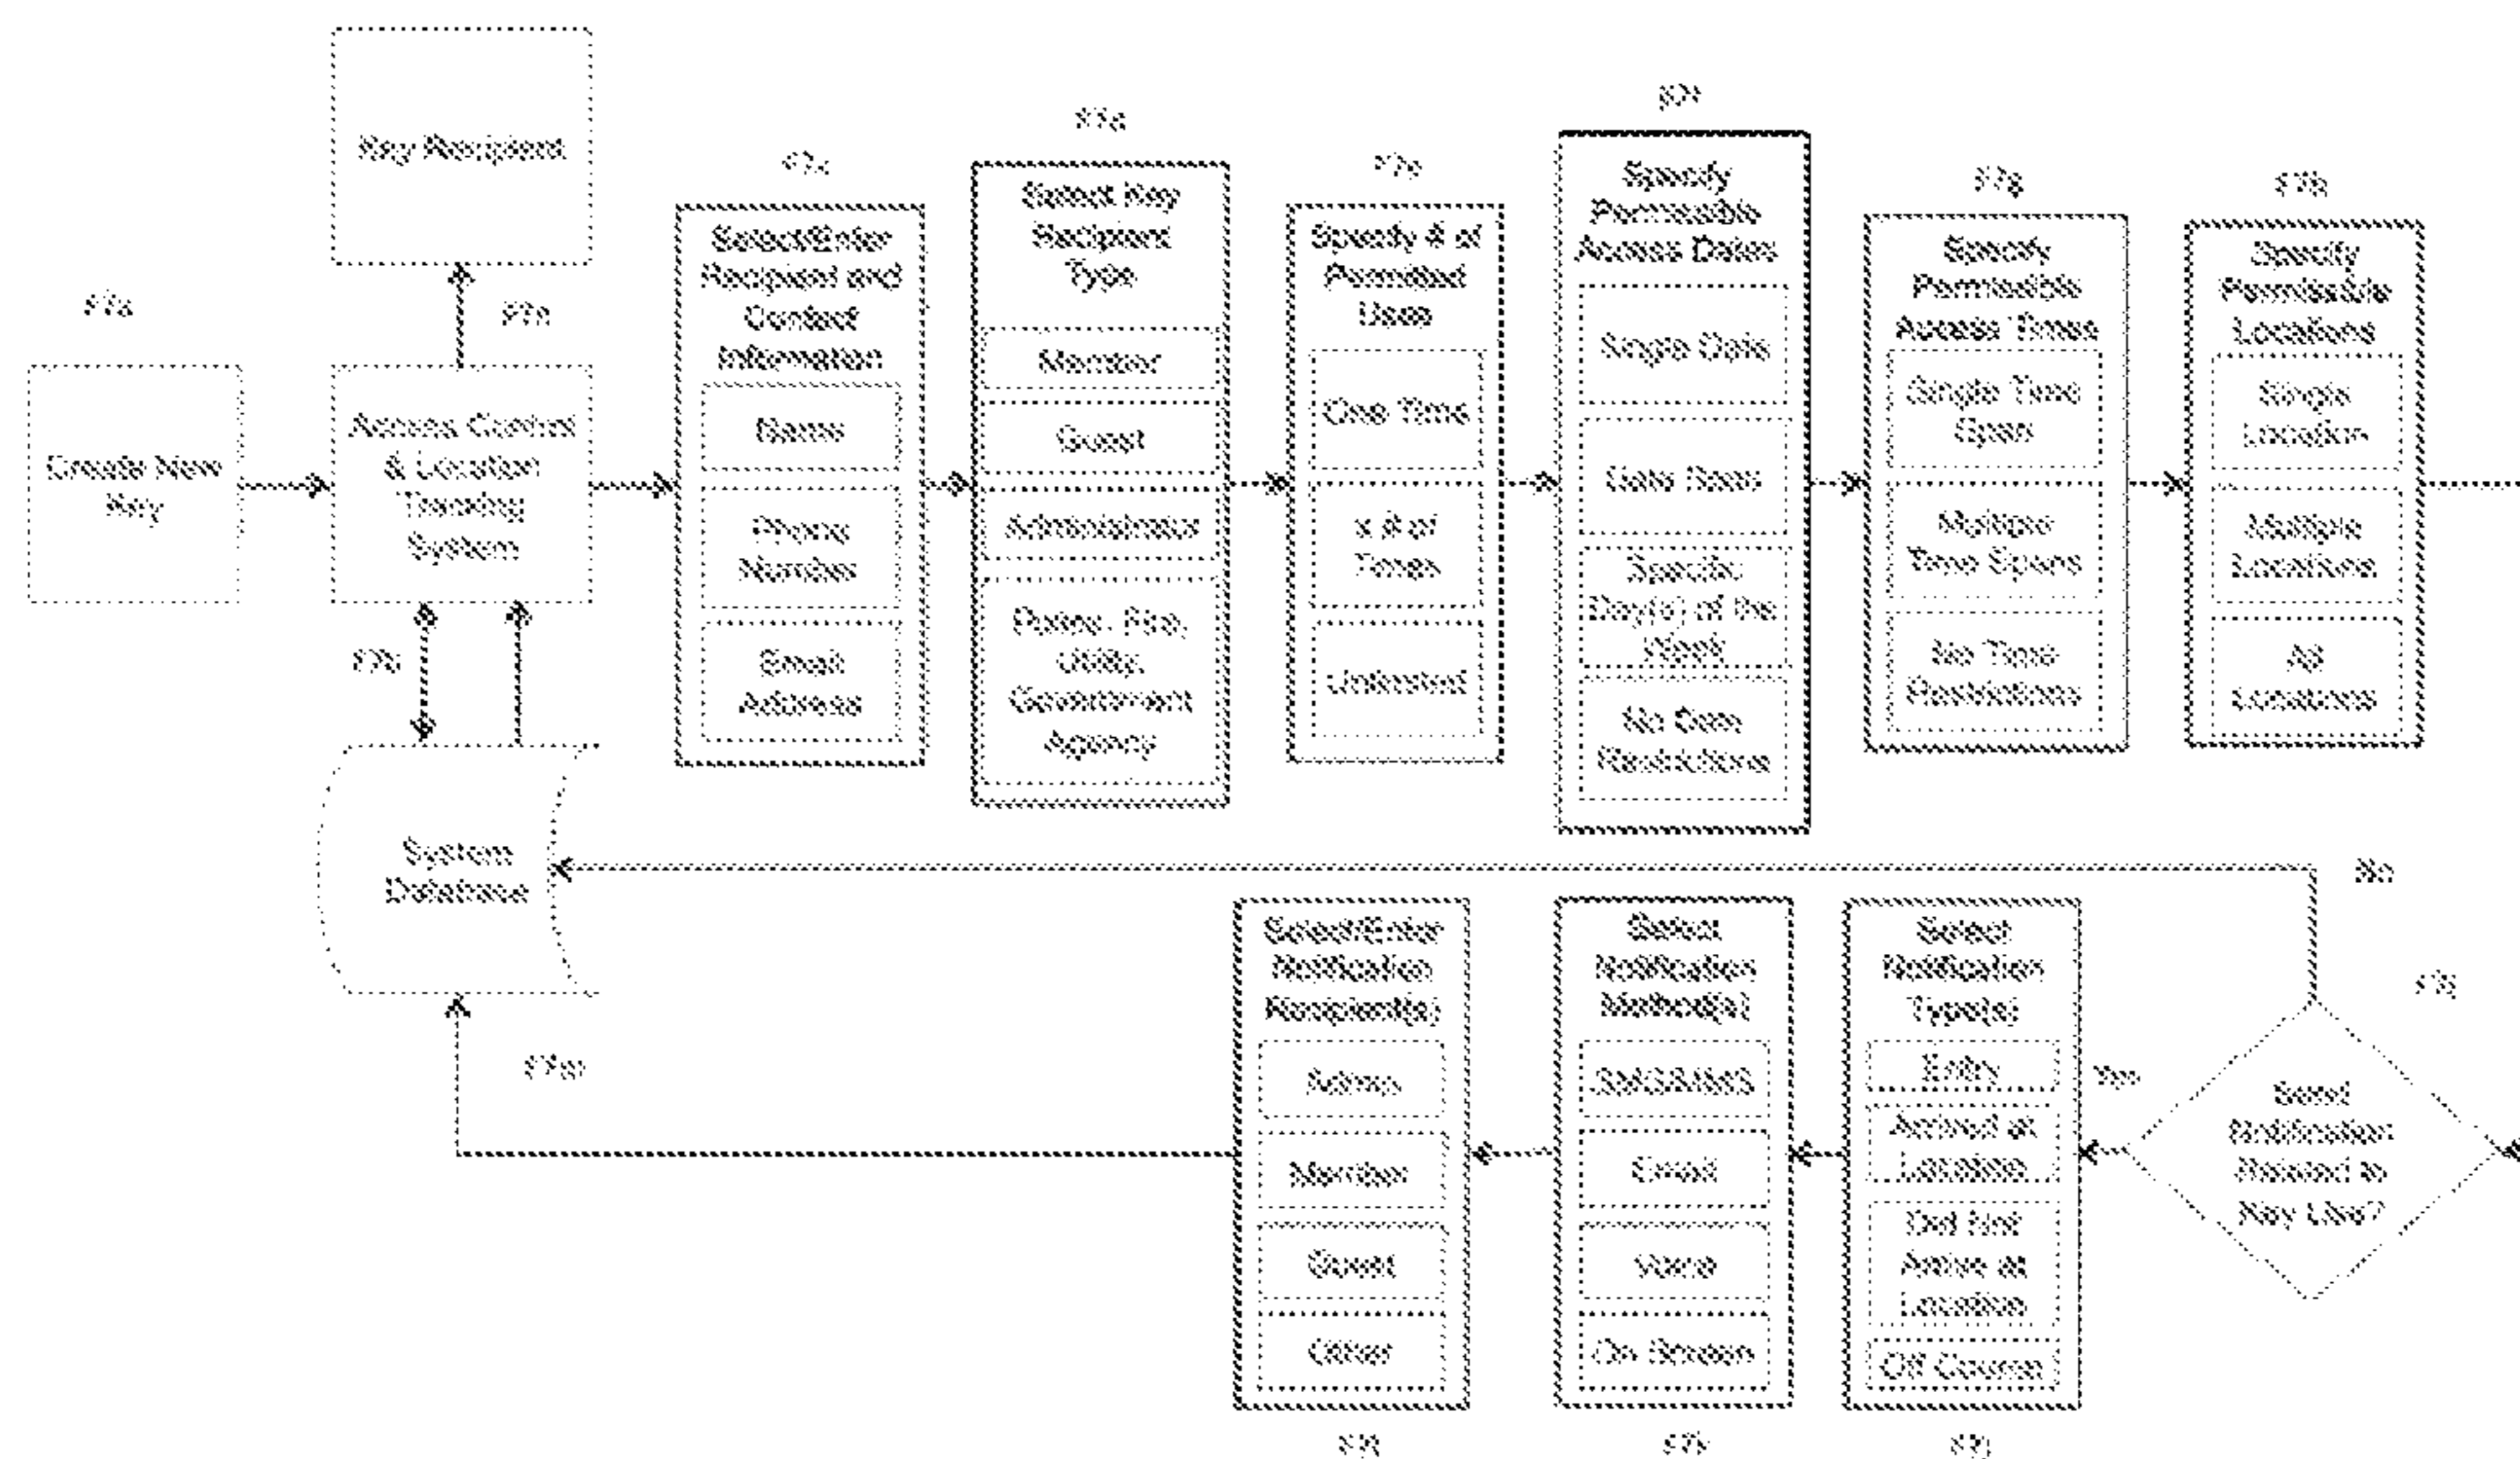 Key Recipient
Create New
Key
Access Control
& Location
Tracking
System
System
Database
Select/Enter
Recipient and
Contact
Information
Name
Phone
Number
Email
Address
Select Key
Recipient
Type
Member
Guest
Administrator
Police, Fire,
Utility,
Government
Agency
Specify # of
Permitted
Uses
One Time
x # of
Times
Unlimited
Specify
Permissible
Access Dates
Single Date
Date Span
Specific
Day(s) of the
Week
No Date
Restrictions
Specify
Permissible
Access Times
Single Time
Span
Multiple
Time Spans
No Time
Restrictions
Specify
Permissible
Locations
Single
Location
Multiple
Locations
All
Locations
No
Send
Notification
Related to
Key Use?
Yes
Select
Notification
Type(s)
Entry
Arrived at
Location
Did Not
Arrive at
Location
Off Course
Select
Notification
Method(s)
SMS/MMS
Email
Voice
On Screen
Select/Enter
Notification
Recipient(s)
Admin
Member
Guest
Other